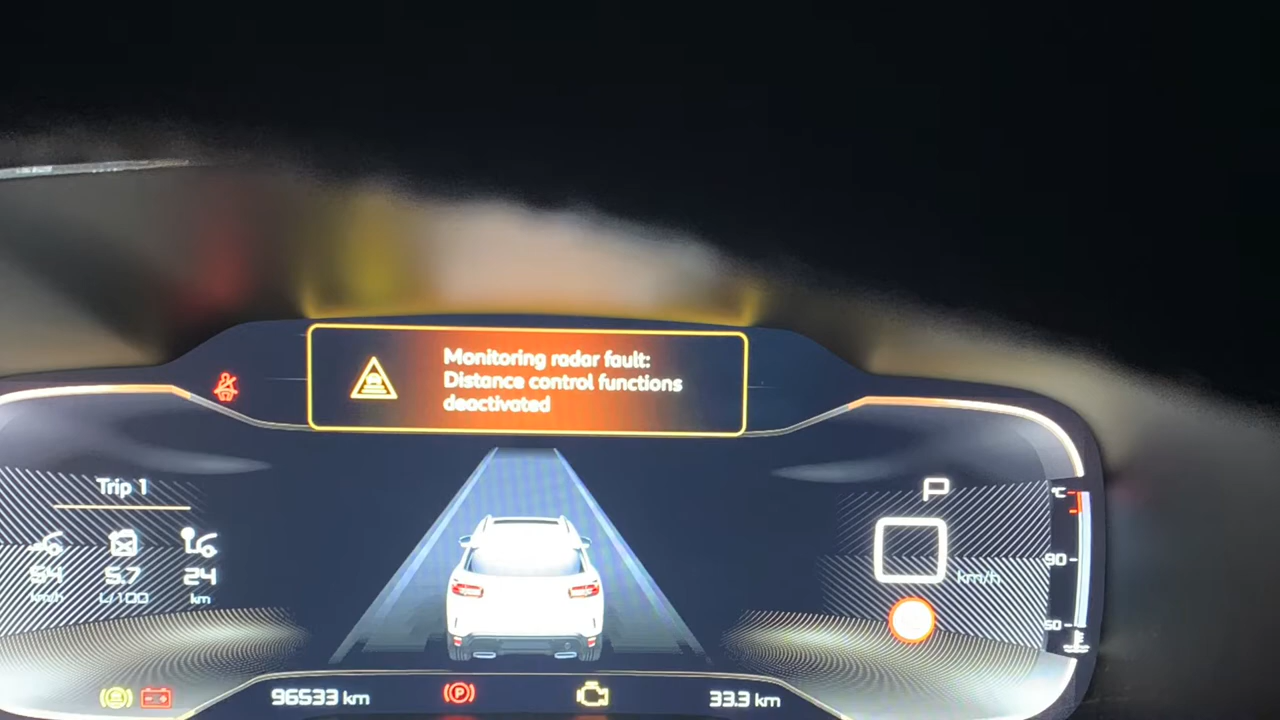 Monitoring radar fault:
Distance control functions
deactivated
Trip 1
P
°C
54
5.7
24
km/h
L/100
km
90
km/h
50
96533 km
P
33.3 km